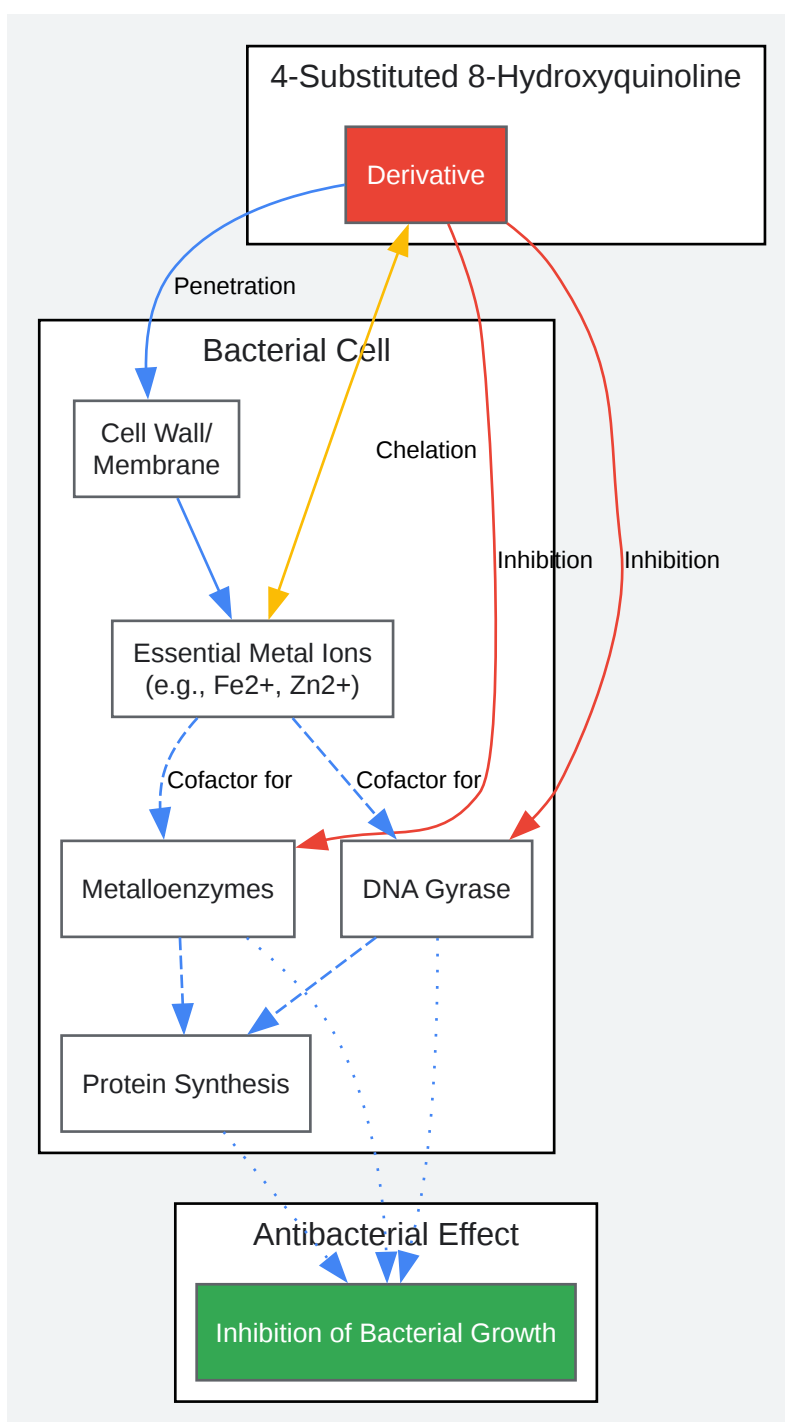 4-Substituted 8-Hydroxyquinoline
Derivative
Penetration
Bacterial Cell
Cell Wall/
Membrane
Chelation
Inhibition
Inhibition
Essential Metal Ions
(e.g., Fe2+, Zn2+)
Cofactor for
Cofactor for
Metalloenzymes
DNA Gyrase
Protein Synthesis
Antibacterial Effect
Inhibition of Bacterial Growth